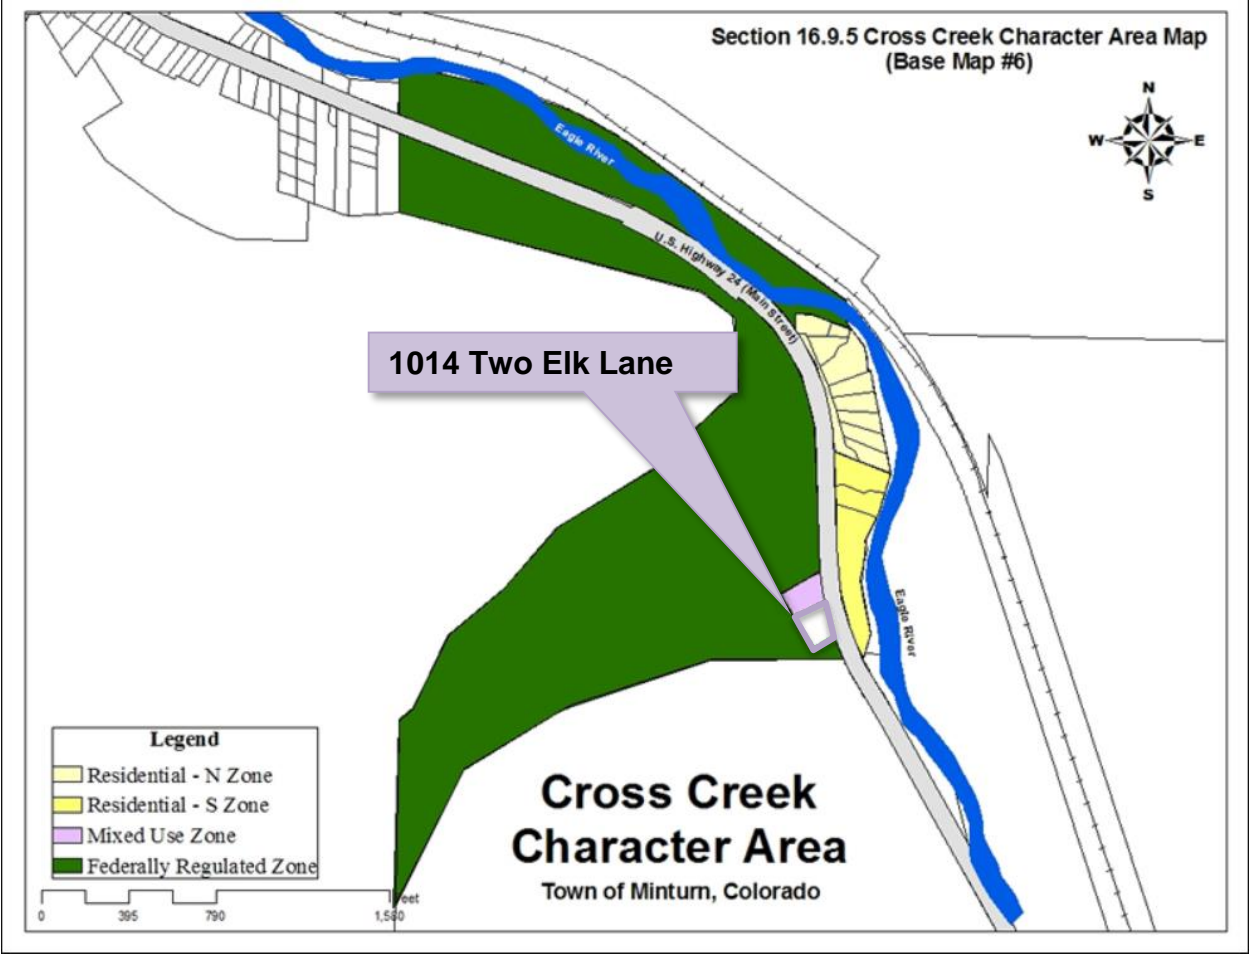 Section 16.9.5 Cross Creek Character Area Map
(Base Map #6)
N
W
E
S
Eagle River
U.S. Highway 24 (Main Street)
1014 Two Elk Lane
Eagle River
Legend
Residential - N Zone
Residential - S Zone
Mixed Use Zone
Federally Regulated Zone
Cross Creek
Character Area
Town of Minturn, Colorado
0
395
790
1,580